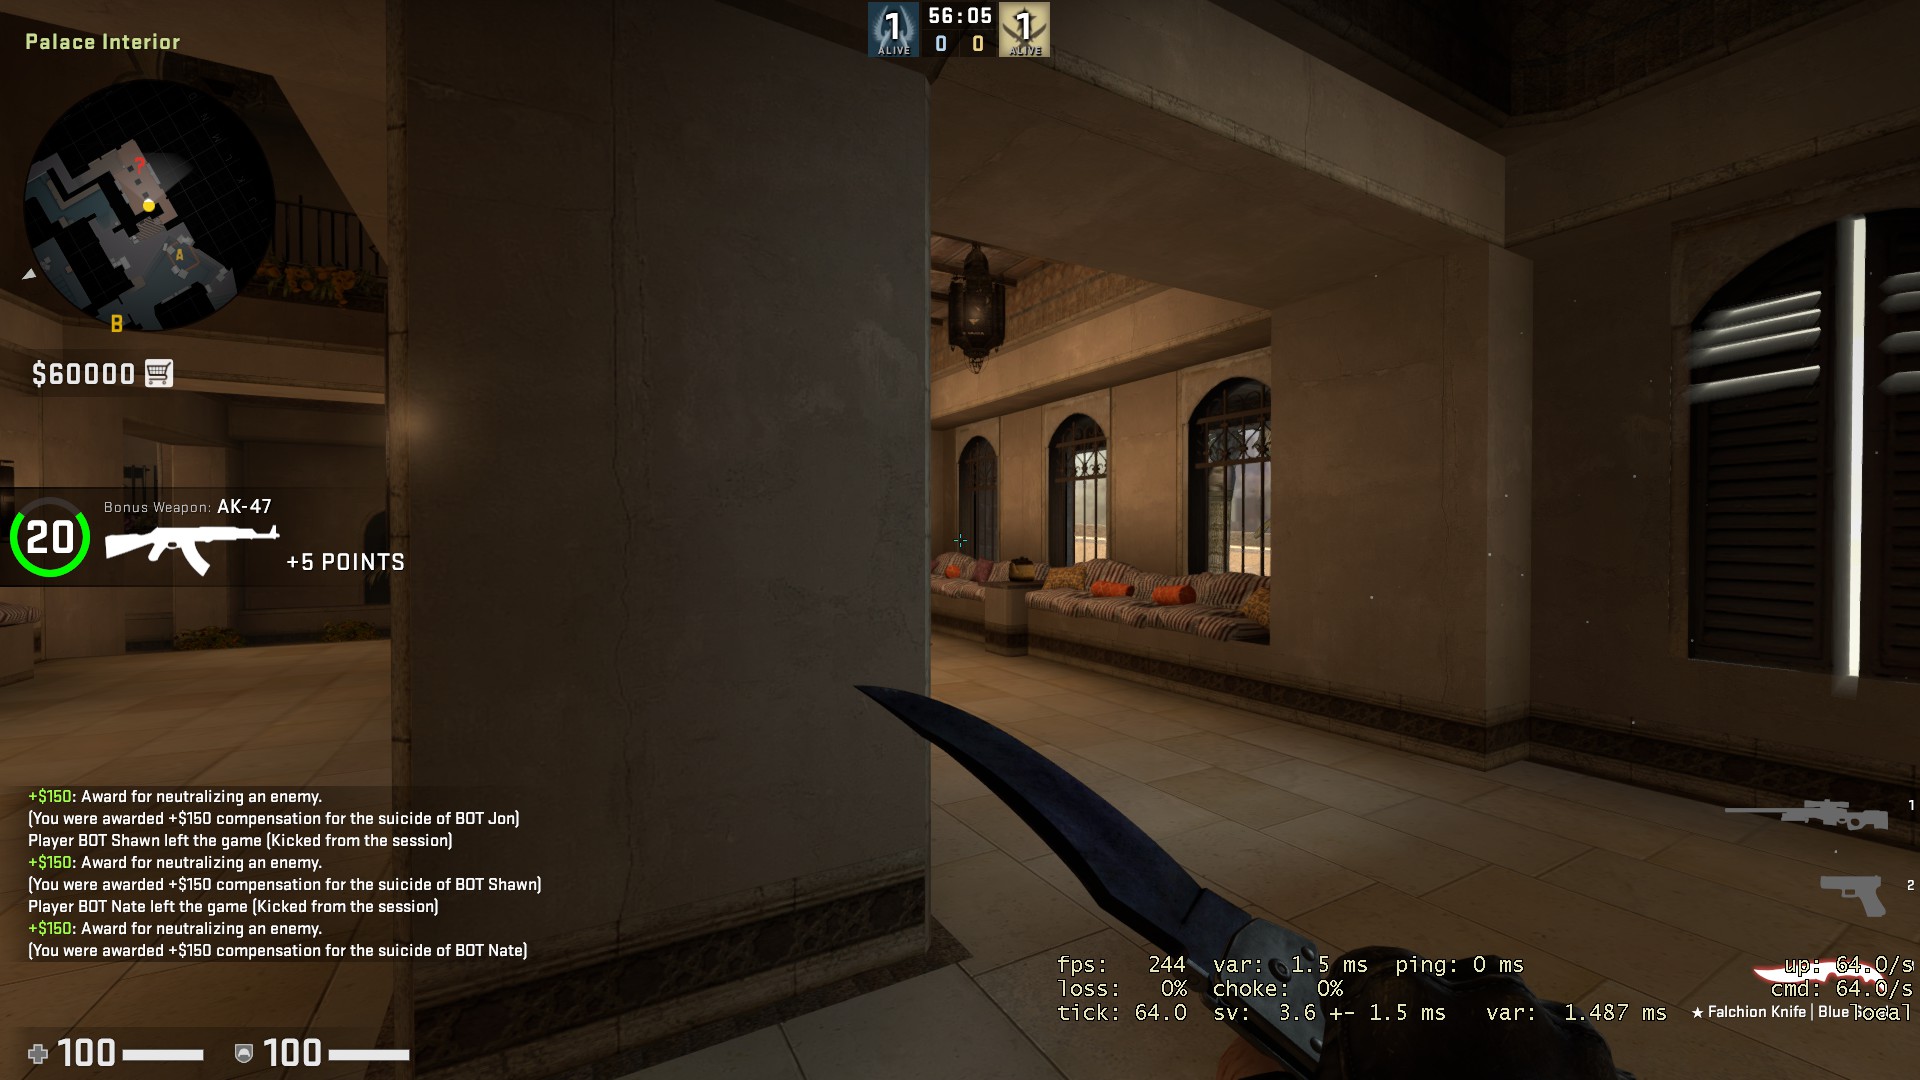 Palace Interior
1 56:05 1
ALIVE 0 0 ALIVE
?
A
B
$60000
Bonus Weapon: AK-47
20
+5 POINTS
+$150: Award for neutralizing an enemy.
(You were awarded +$150 compensation for the suicide of BOT Jon)
Player BOT Shawn left the game (Kicked from the session)
+$150: Award for neutralizing an enemy.
(You were awarded +$150 compensation for the suicide of BOT Shawn)
Player BOT Nate left the game (Kicked from the session)
+$150: Award for neutralizing an enemy.
(You were awarded +$150 compensation for the suicide of BOT Nate)
1
2
fps: 244 var: 1.5 ms ping: 0 ms up: 64.0/s
loss: 0% choke: 0% cmd: 64.0/s
tick: 64.0 sv: 3.6 +- 1.5 ms var: 1.487 ms local
★ Falchion Knife | Blue
100 100